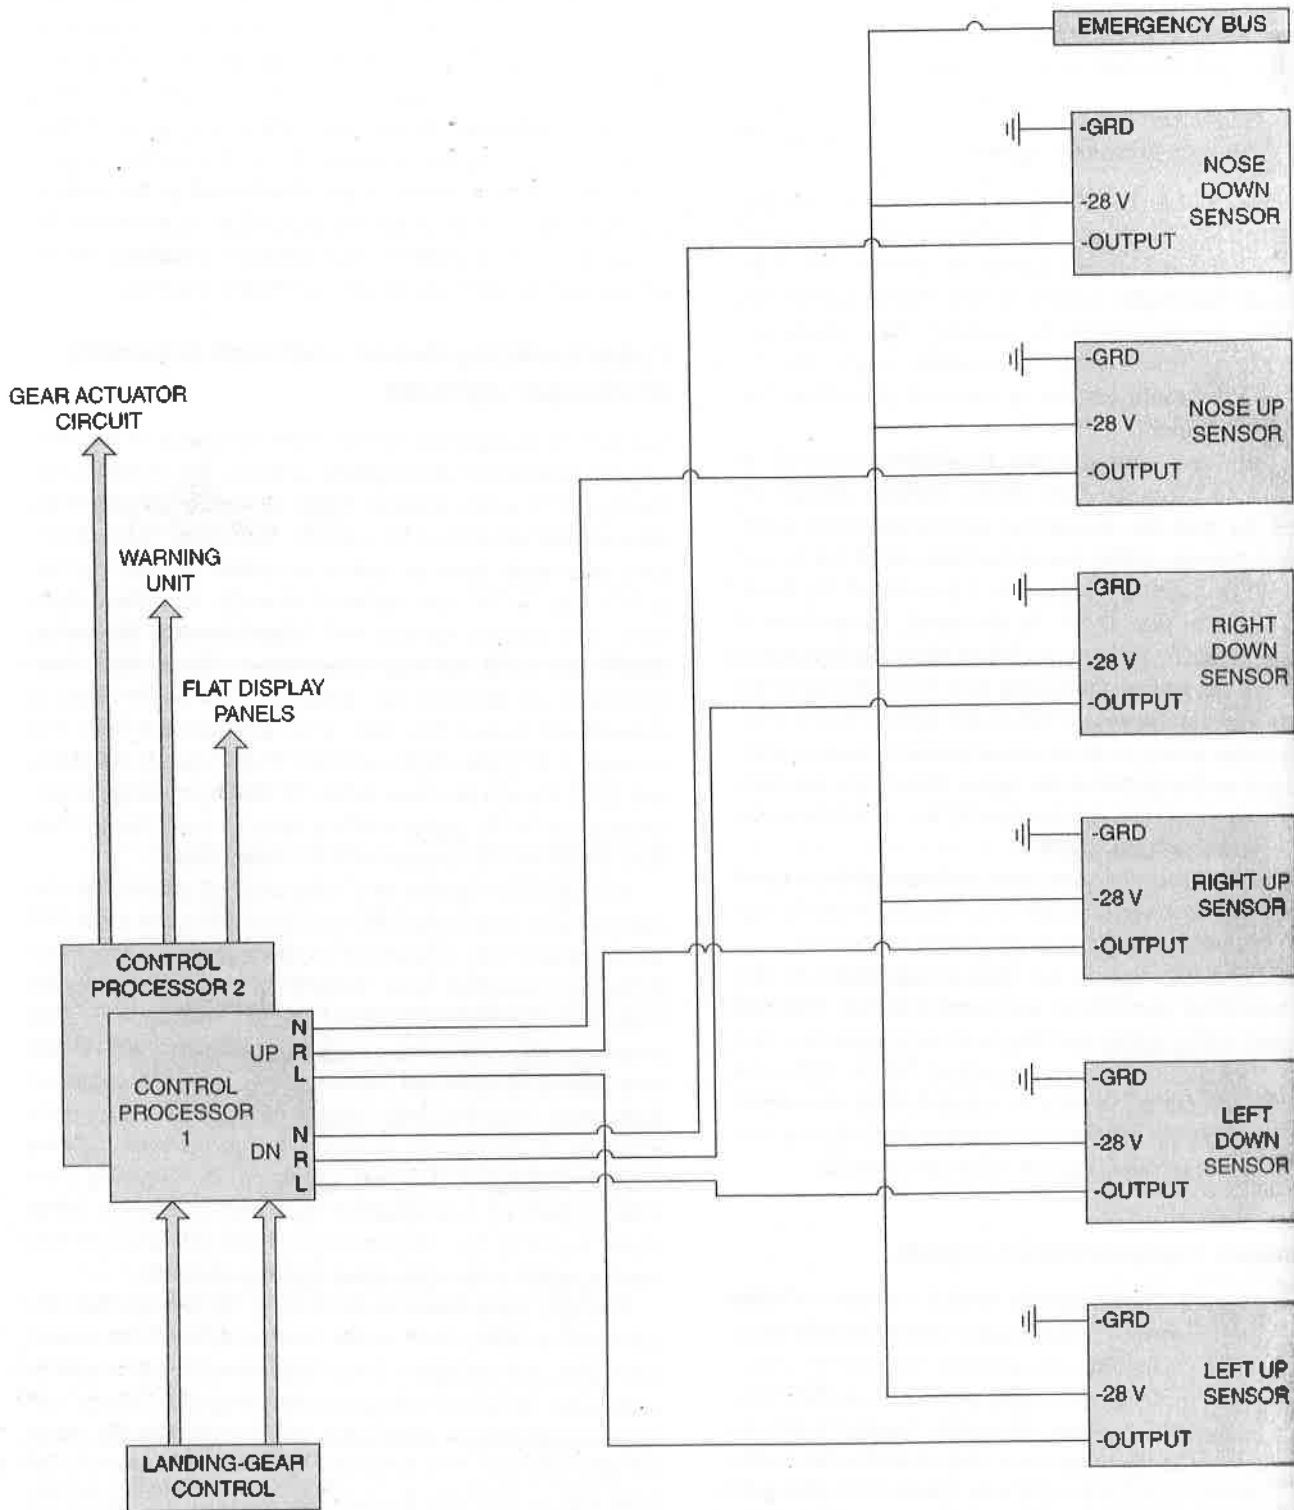 EMERGENCY BUS
-GRD
NOSE
DOWN
SENSOR
-28 V
-OUTPUT
-GRD
NOSE UP
SENSOR
-28 V
-OUTPUT
GEAR ACTUATOR
CIRCUIT
WARNING
UNIT
-GRD
RIGHT
DOWN
SENSOR
-28 V
-OUTPUT
FLAT DISPLAY
PANELS
-GRD
RIGHT UP
SENSOR
-28 V
-OUTPUT
CONTROL
PROCESSOR 2
N
UP R
L
CONTROL
PROCESSOR
1
N
DN R
L
-GRD
LEFT
DOWN
SENSOR
-28 V
-OUTPUT
-GRD
LEFT UP
SENSOR
-28 V
-OUTPUT
LANDING-GEAR
CONTROL